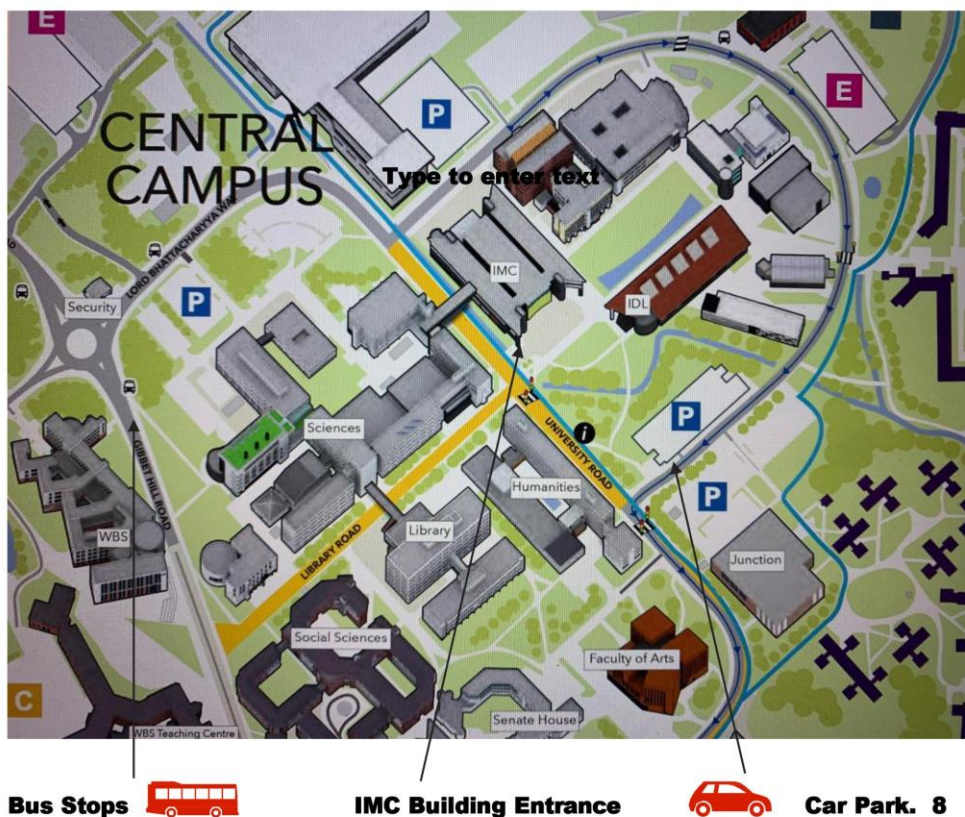 E
P
E
CENTRAL
CAMPUS
Type to enter text
LORD BHATTACHARYYA WAY
IMC
IDL
Security
P
P
Sciences
UNIVERSITY ROAD
i
GIBBET HILL ROAD
Humanities
P
WBS
Library
LIBRARY ROAD
Junction
Social Sciences
Faculty of Arts
C
Senate House
WBS Teaching Centre
Bus Stops
IMC Building Entrance
Car Park. 8